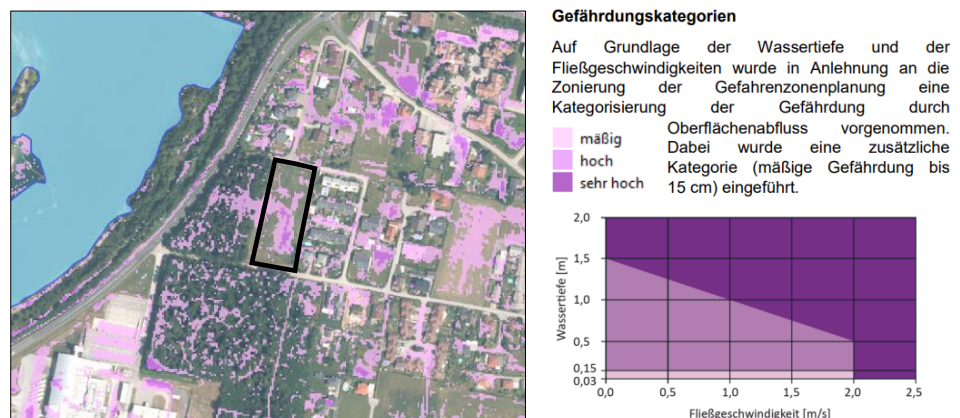 Gefährdungskategorien
Auf Grundlage der Wassertiefe und der
Fließgeschwindigkeiten wurde in Anlehnung an die
Zonierung der Gefahrenzonenplanung eine
Kategorisierung der Gefährdung durch
Oberflächenabfluss vorgenommen.
Dabei wurde eine zusätzliche
Kategorie (mäßige Gefährdung bis
15 cm) eingeführt.
mäßig
hoch
sehr hoch
Wassertiefe [m]
2,0
1,5
1,0
0,5
0,15
0,03
0,0 0,5 1,0 1,5 2,0 2,5
Fließgeschwindigkeit [m/s]